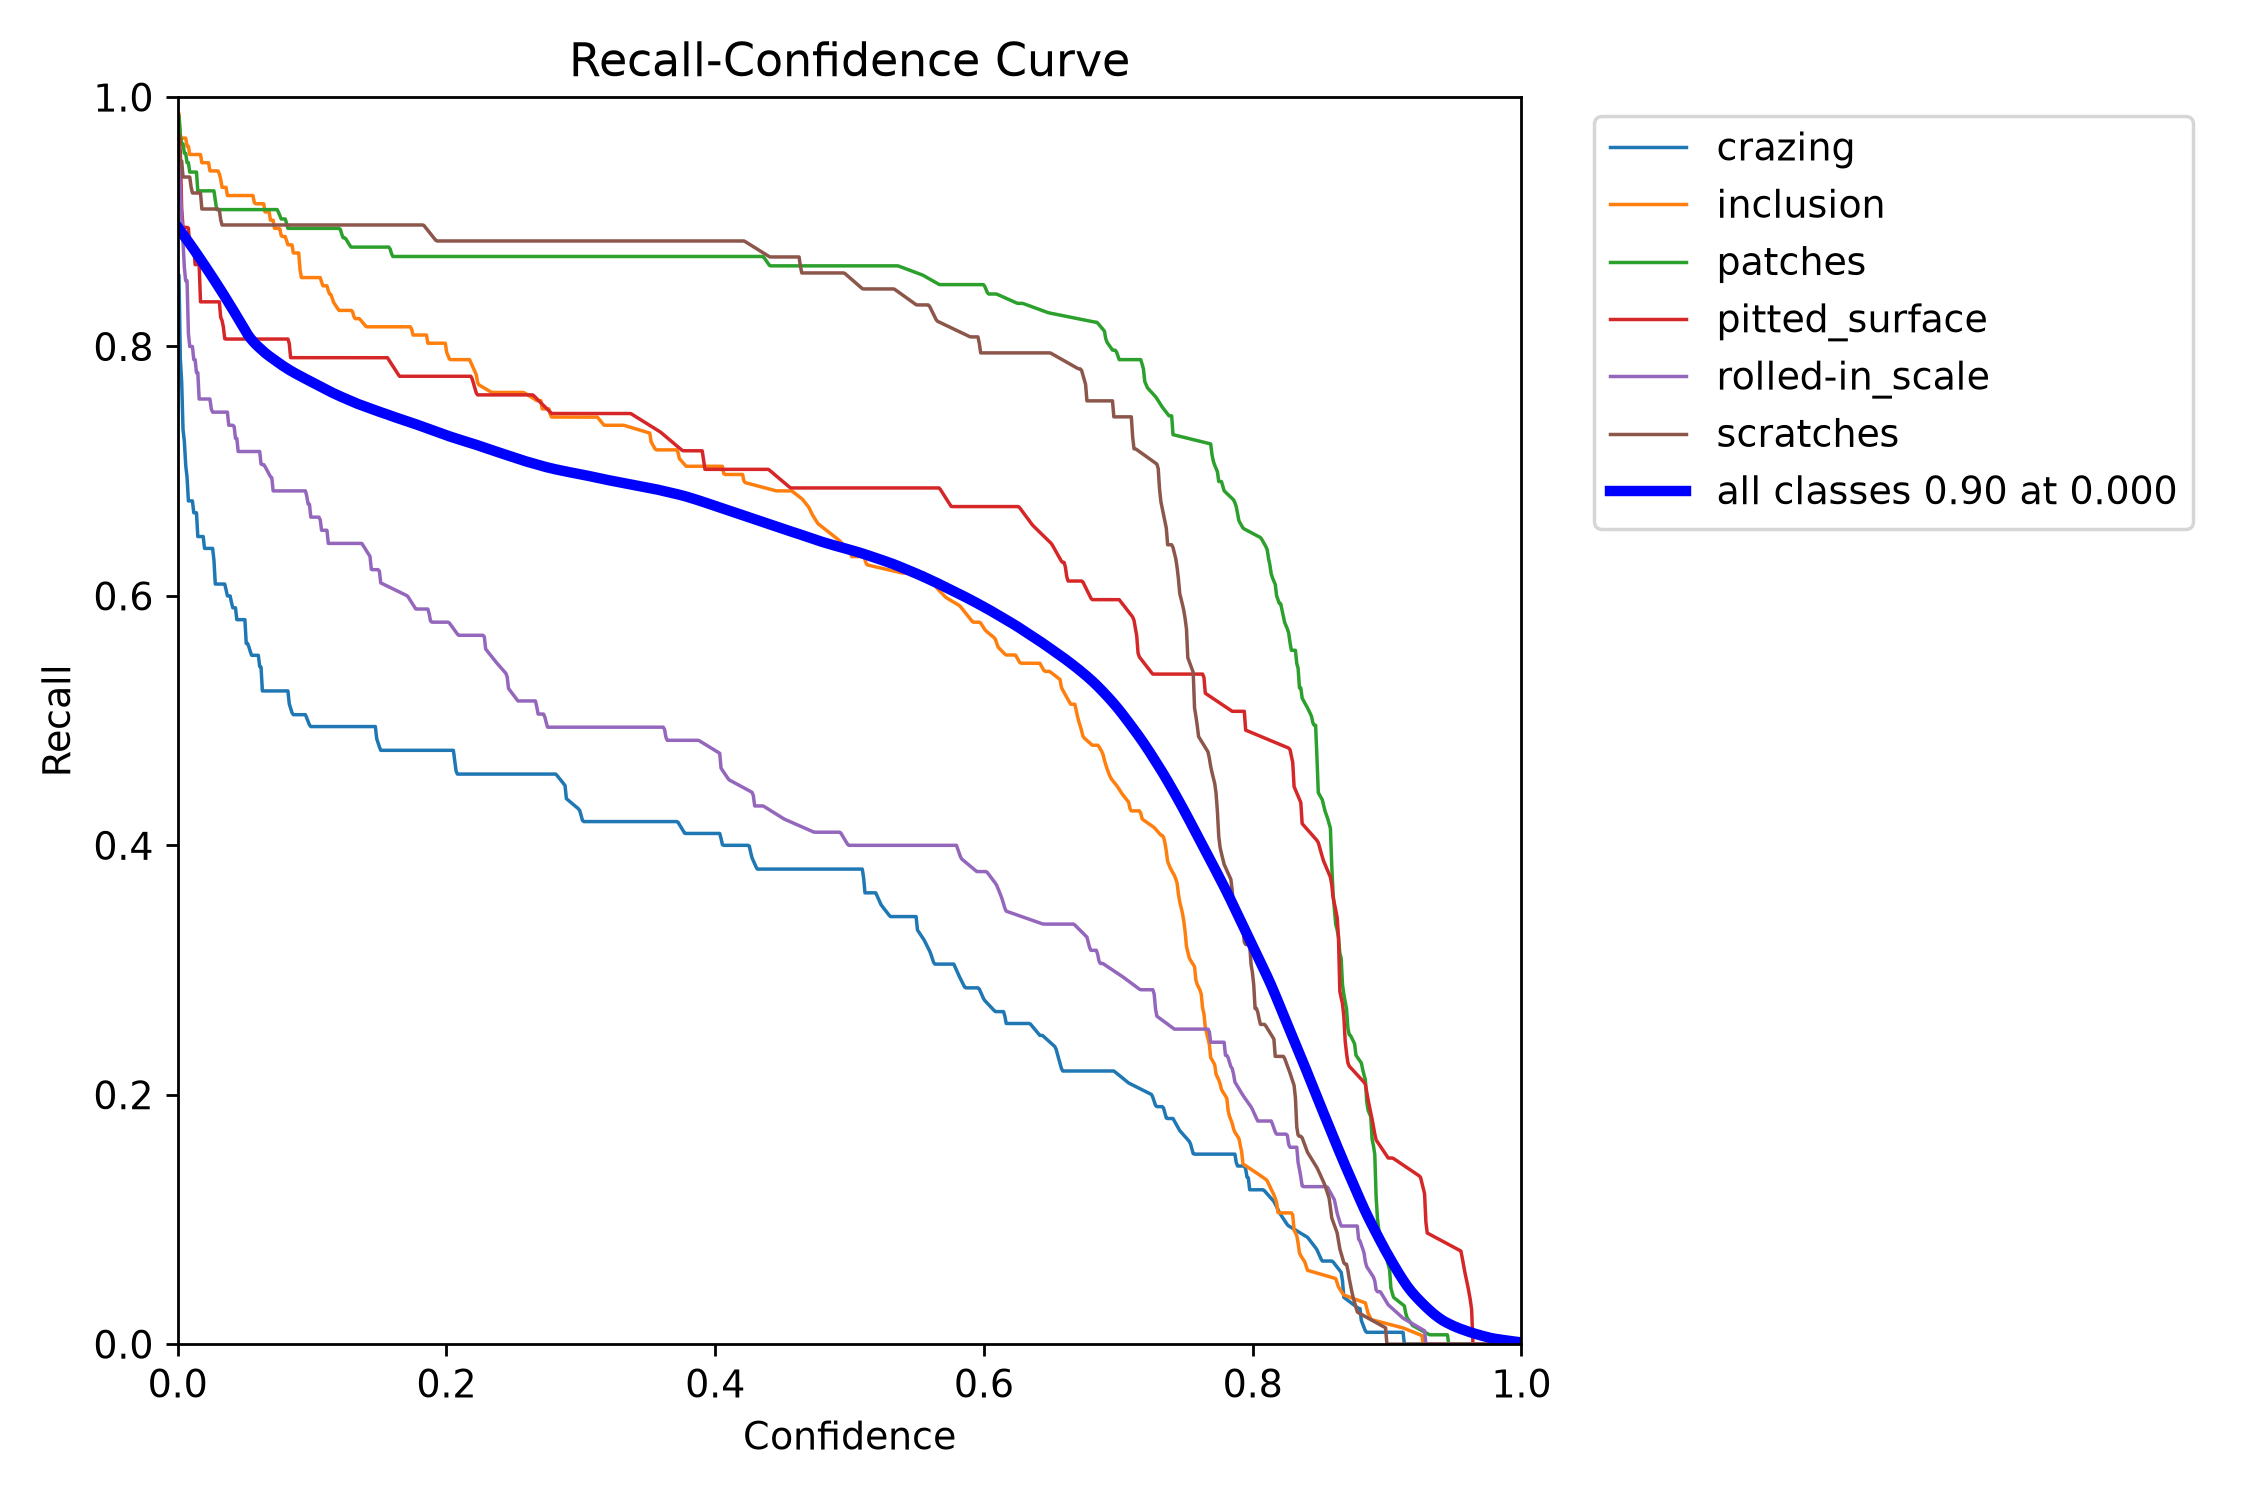 Recall-Confidence Curve
1.0
0.8
0.6
0.4
0.2
0.0
Recall
0.0 0.2 0.4 0.6 0.8 1.0
Confidence
crazing
inclusion
patches
pitted_surface
rolled-in_scale
scratches
all classes 0.90 at 0.000